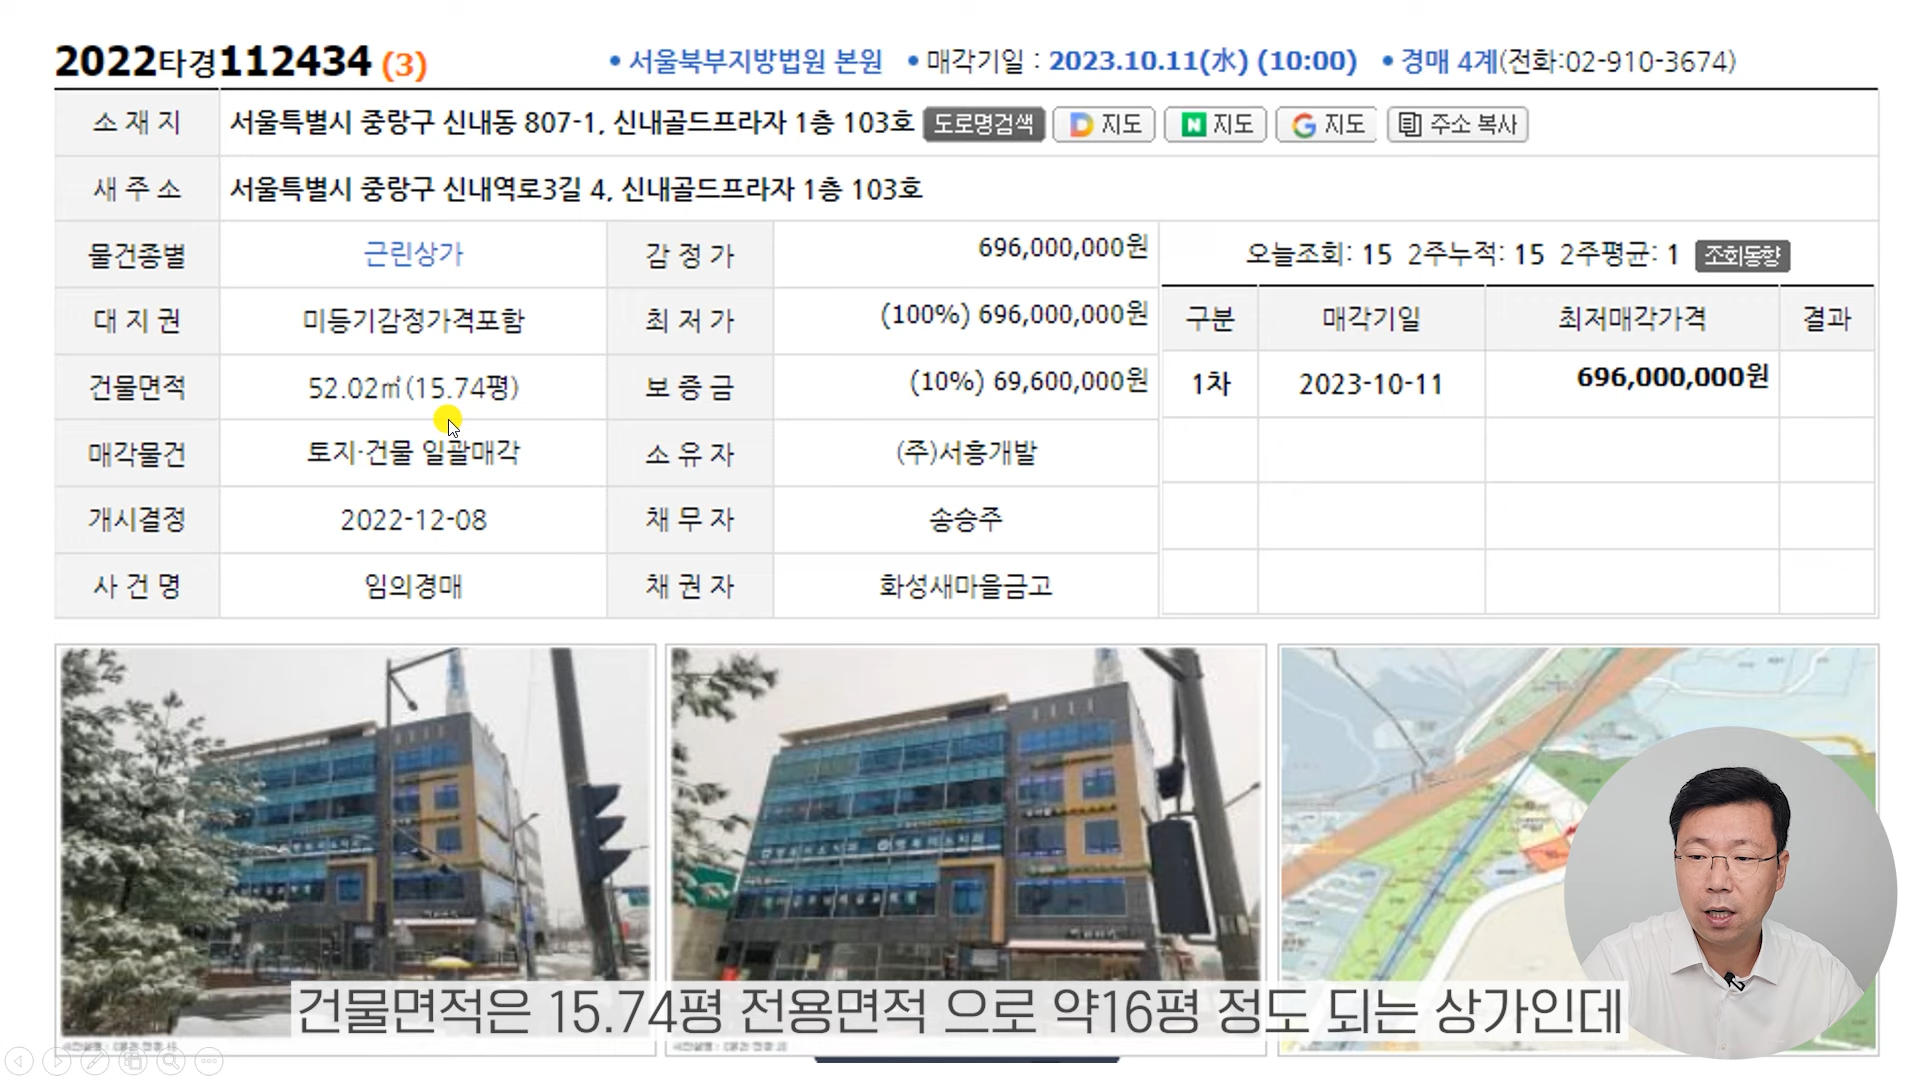 2022타경112434 (3)
• 서울북부지방법원 본원 • 매각기일 : 2023.10.11(水) (10:00) • 경매 4계(전화:02-910-3674)
소 재 지 서울특별시 중랑구 신내동 807-1, 신내골드프라자 1층 103호 도로명검색 D 지도 N 지도 G 지도 주소 복사
새 주 소 서울특별시 중랑구 신내역로3길 4, 신내골드프라자 1층 103호
물건종별 근린상가 감 정 가 696,000,000원 오늘조회: 15 2주누적: 15 2주평균: 1 조회동향
대 지 권 미등기감정가격포함 최 저 가 (100%) 696,000,000원 구분 매각기일 최저매각가격 결과
건물면적 52.02㎡(15.74평) 보 증 금 (10%) 69,600,000원 1차 2023-10-11 696,000,000원
매각물건 토지·건물 일괄매각 소 유 자 (주)서흥개발
개시결정 2022-12-08 채 무 자 송승주
사 건 명 임의경매 채 권 자 화성새마을금고
건물면적은 15.74평 전용면적 으로 약16평 정도 되는 상가인데